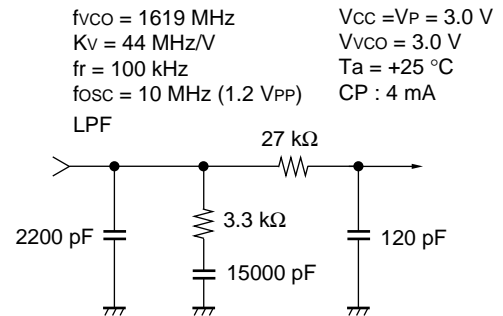 fVCO = 1619 MHz
KV = 44 MHz/V
fr = 100 kHz
fOSC = 10 MHz (1.2 VPP)
LPF
VCC =VP = 3.0 V
VVCO = 3.0 V
Ta = +25 °C
CP : 4 mA
27 kΩ
3.3 kΩ
2200 pF
120 pF
15000 pF